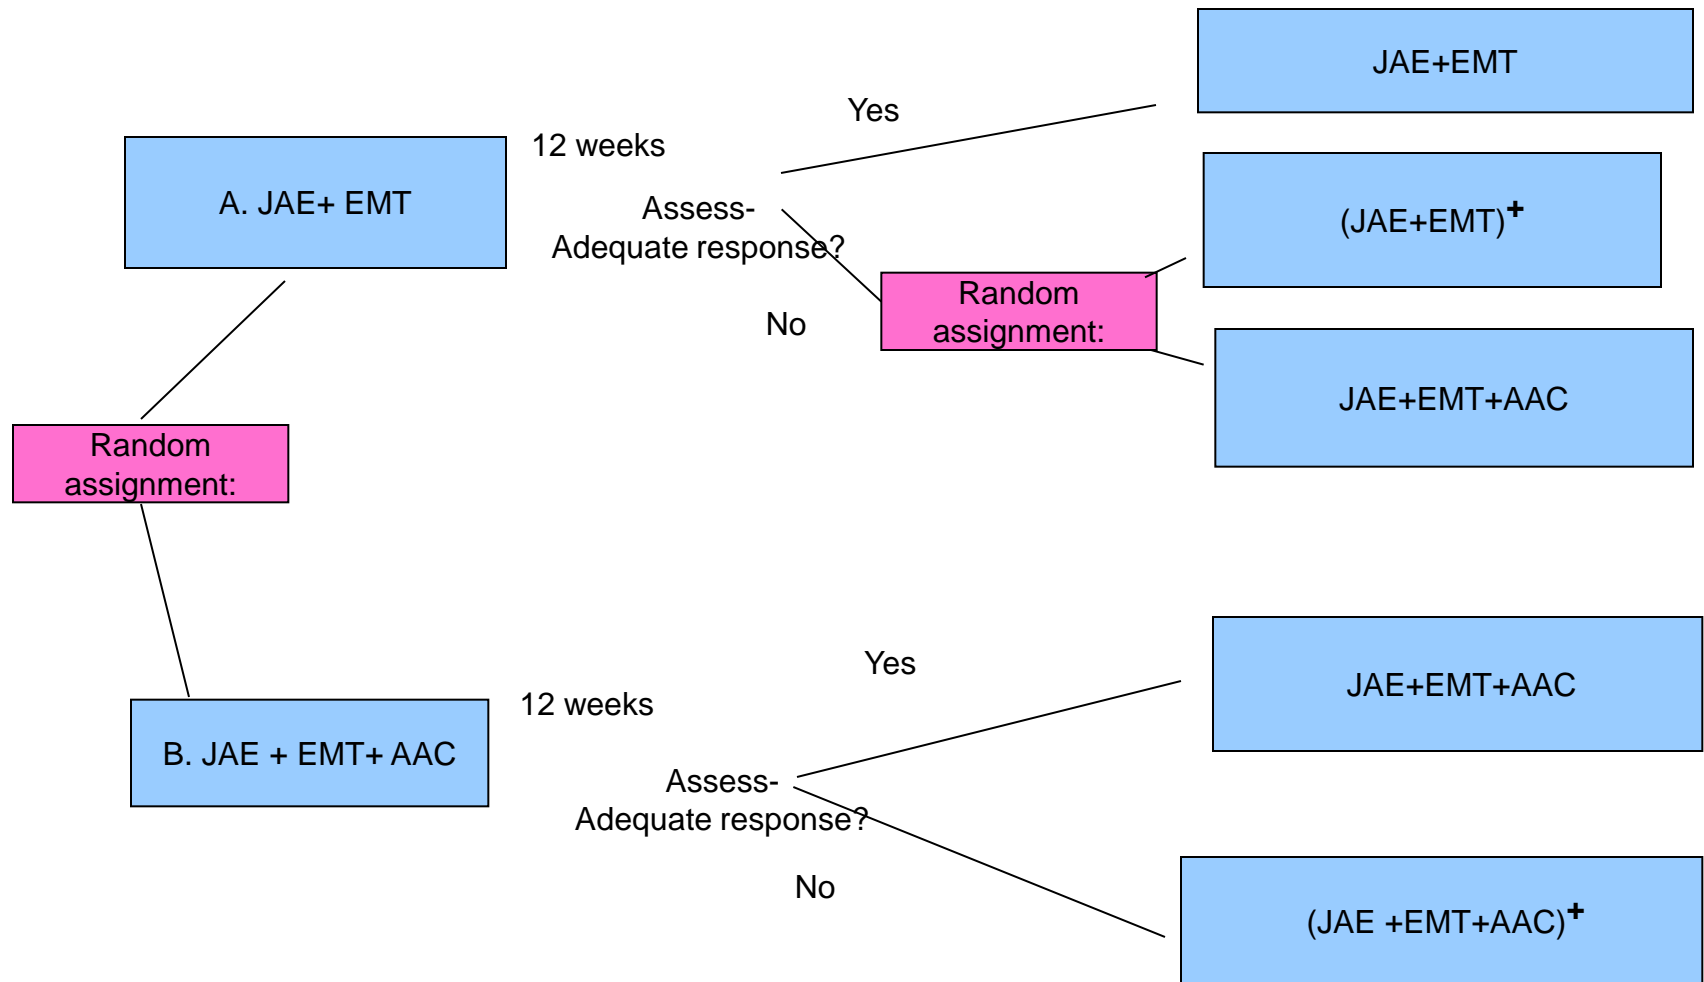 JAE+EMT
Yes
12 weeks
A. JAE+ EMT
Assess-
Adequate response?
(JAE+EMT)+
No
Random
assignment:
JAE+EMT+AAC
Random
assignment:
Yes
JAE+EMT+AAC
12 weeks
B. JAE + EMT+ AAC
Assess-
Adequate response?
No
(JAE +EMT+AAC)+